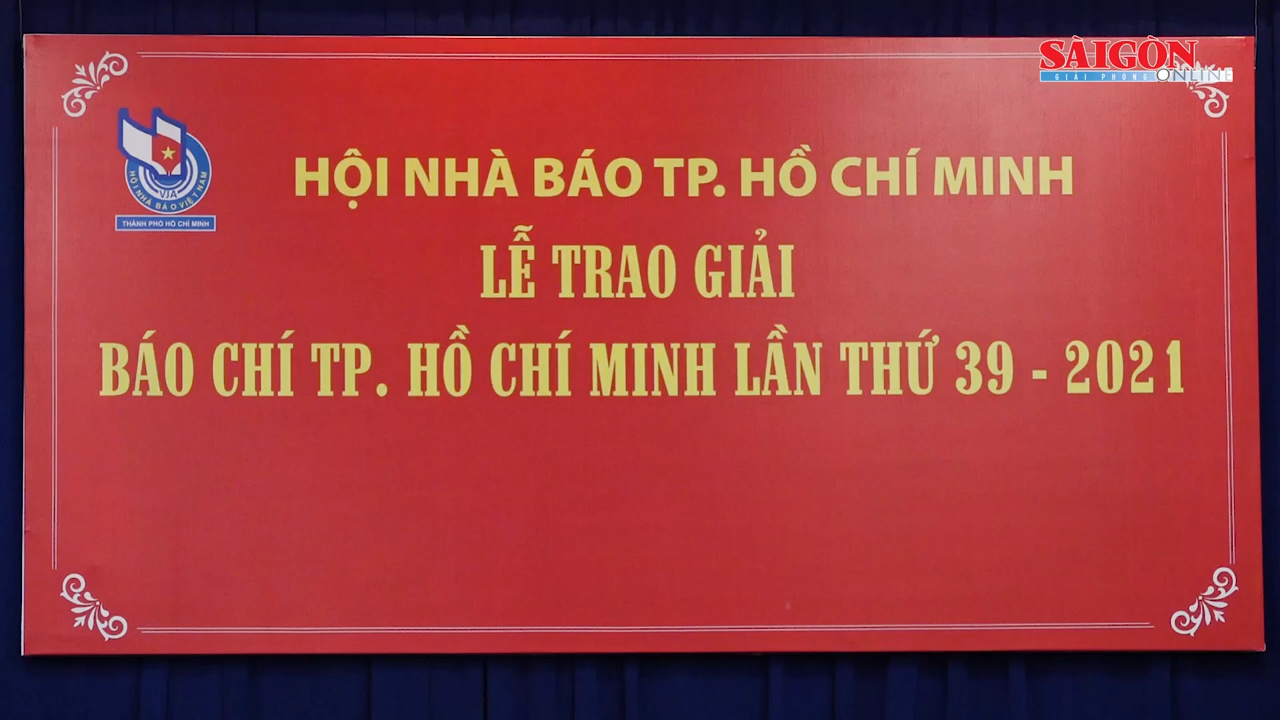 SÀIGÒN
GIẢI PHÓNG ONLINE
VJA
HỘI NHÀ BÁO VIỆT NAM
THÀNH PHỐ HỒ CHÍ MINH
HỘI NHÀ BÁO TP. HỒ CHÍ MINH
LỄ TRAO GIẢI
BÁO CHÍ TP. HỒ CHÍ MINH LẦN THỨ 39 - 2021